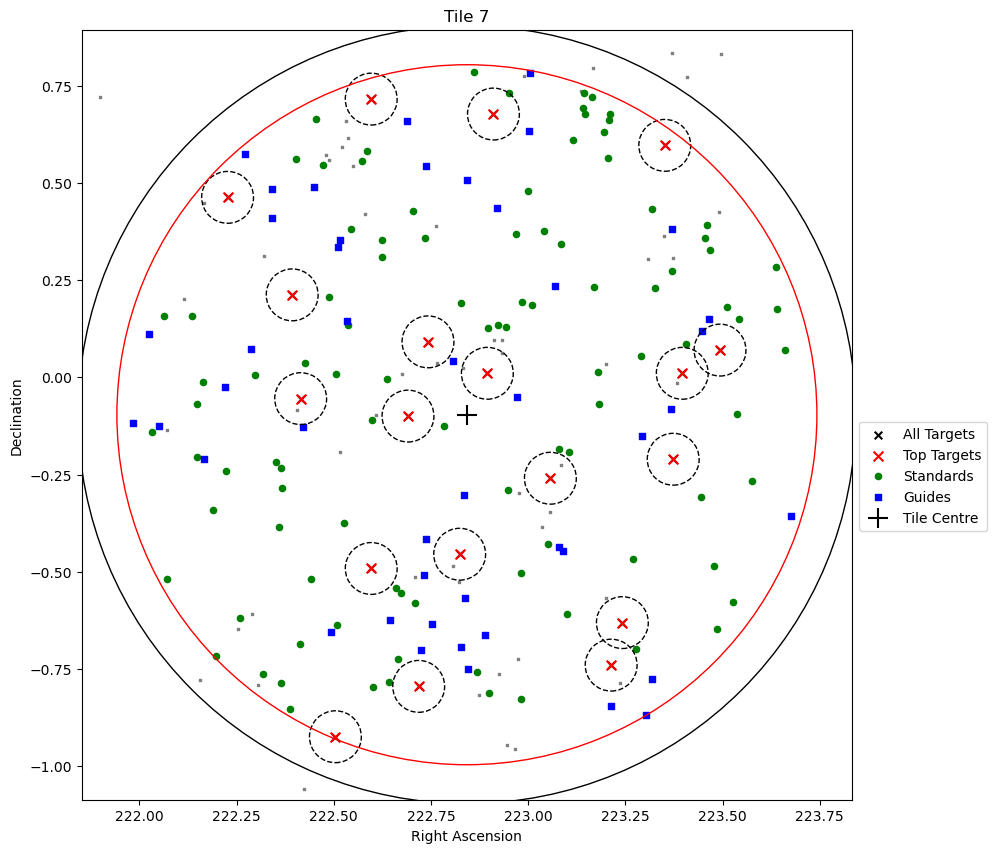 Tile 7
0.75
0.50
0.25
0.00
−0.25
−0.50
−0.75
−1.00
Declination
222.00 222.25 222.50 222.75 223.00 223.25 223.50 223.75
Right Ascension
All Targets
Top Targets
Standards
Guides
Tile Centre